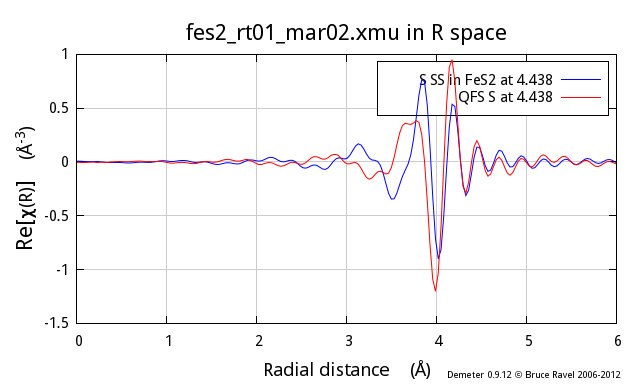 fes2_rt01_mar02.xmu in R space
S SS in FeS2 at 4.438
QFS S at 4.438
1
0.5
0
-0.5
-1
-1.5
Re[χ(R)] (Å⁻³)
0 1 2 3 4 5 6
Radial distance (Å)
Demeter 0.9.12 © Bruce Ravel 2006-2012